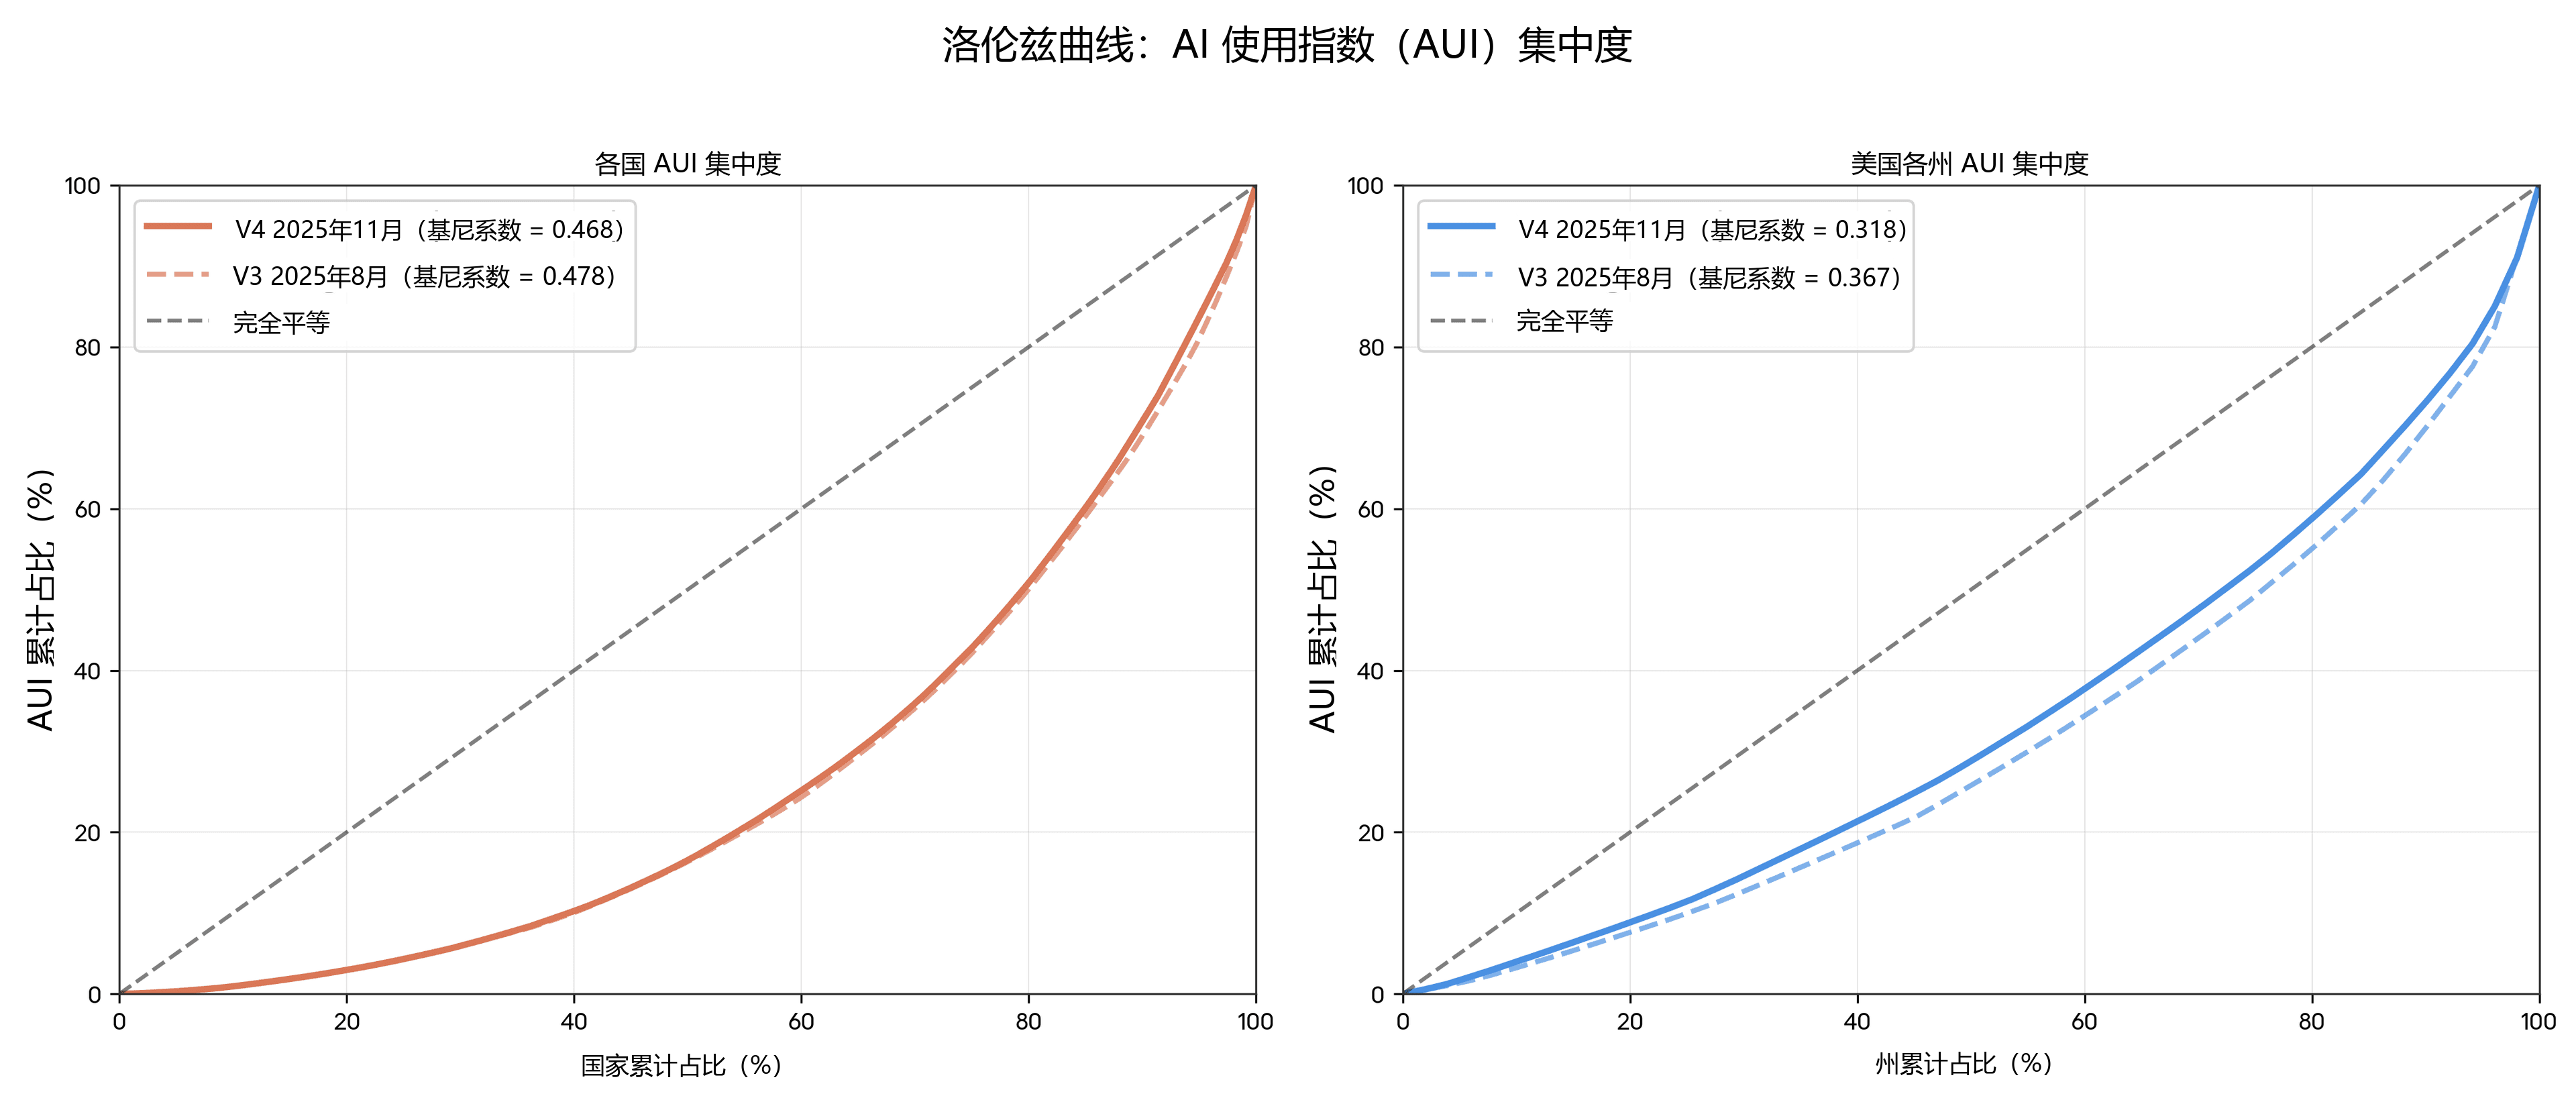 洛伦兹曲线：AI 使用指数（AUI）集中度
各国 AUI 集中度
V4 2025年11月（基尼系数 = 0.468）
V3 2025年8月（基尼系数 = 0.478）
完全平等
AUI 累计占比（%）
100
80
60
40
20
0
0 20 40 60 80 100
国家累计占比（%）
美国各州 AUI 集中度
V4 2025年11月（基尼系数 = 0.318）
V3 2025年8月（基尼系数 = 0.367）
完全平等
AUI 累计占比（%）
100
80
60
40
20
0
0 20 40 60 80 100
州累计占比（%）